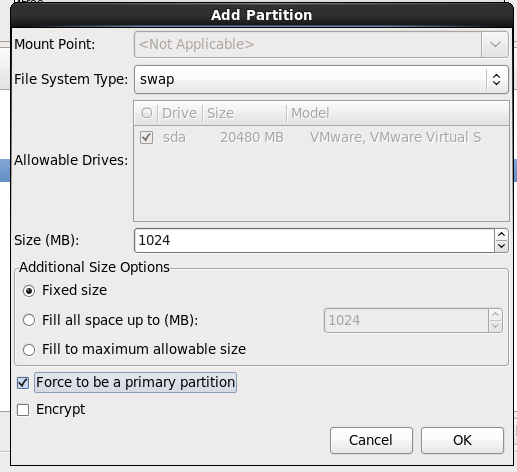 Add Partition
Mount Point: <Not Applicable>
File System Type: swap
Drive Size Model
sda 20480 MB VMware, VMware Virtual S
Allowable Drives:
Size (MB): 1024
Additional Size Options
Fixed size
Fill all space up to (MB): 1024
Fill to maximum allowable size
Force to be a primary partition
Encrypt
Cancel OK